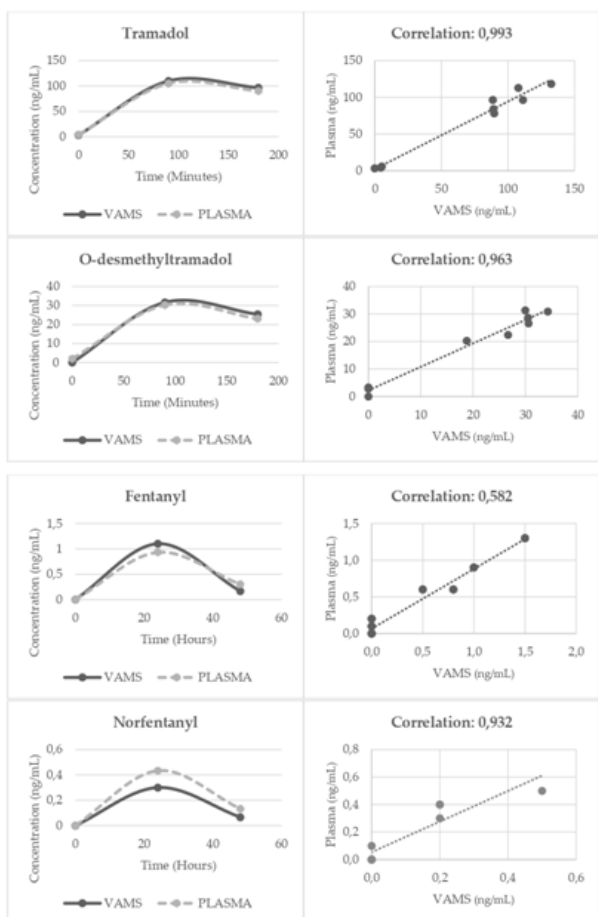 Tramadol
Concentration (ng/mL)
150
100
50
0
0 50 100 150 200
Time (Minutes)
VAMS PLASMA
Correlation: 0,993
Plasma (ng/mL)
150
100
50
0
0 50 100 150
VAMS (ng/mL)
O-desmethyltramadol
Concentration (ng/mL)
40
30
20
10
0
0 50 100 150 200
Time (Minutes)
VAMS PLASMA
Correlation: 0,963
Plasma (ng/mL)
40
30
20
10
0
0 10 20 30 40
VAMS (ng/mL)
Fentanyl
Concentration (ng/mL)
1,5
1
0,5
0
0 20 40 60
Time (Hours)
VAMS PLASMA
Correlation: 0,582
Plasma (ng/mL)
1,5
1,0
0,5
0,0
0,0 0,5 1,0 1,5 2,0
VAMS (ng/mL)
Norfentanyl
Concentration (ng/mL)
0,6
0,4
0,2
0
0 20 40 60
Time (Hours)
VAMS PLASMA
Correlation: 0,932
Plasma (ng/mL)
0,8
0,6
0,4
0,2
0,0
0,0 0,2 0,4 0,6
VAMS (ng/mL)